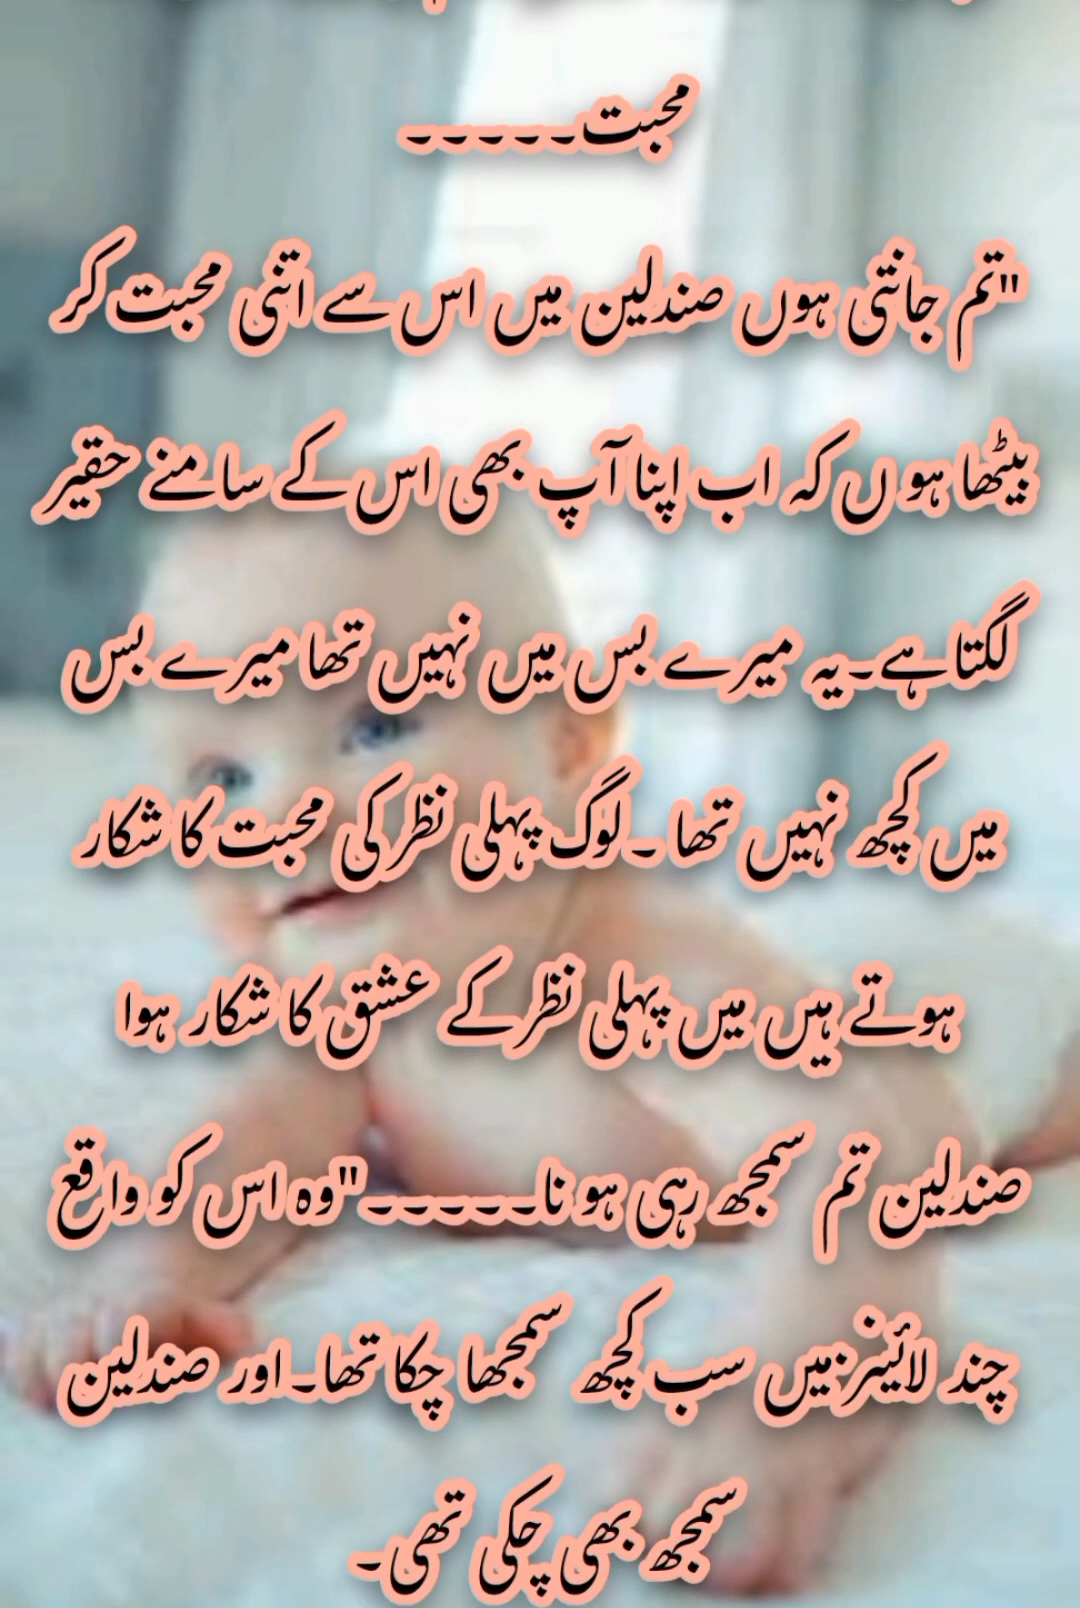 محبت۔۔۔۔۔
"تم جانتی ہوں صندلین میں اس سے اتنی محبت کر
بیٹھا ہوں کہ اب اپنا آپ بھی اس کے سامنے حقیر
لگتا ہے۔یہ میرے بس میں نہیں تھا میرے بس
میں کچھ نہیں تھا ۔لوگ پہلی نظر کی محبت کا شکار
ہوتے ہیں میں پہلی نظر کے عشق کا شکار ہوا
صندلین تم سمجھ رہی ہو نا۔۔۔۔۔۔"وہ اس کو واقع
چند لائینز میں سب کچھ سمجھا چکا تھا۔اور صندلین
سمجھ بھی چکی تھی۔